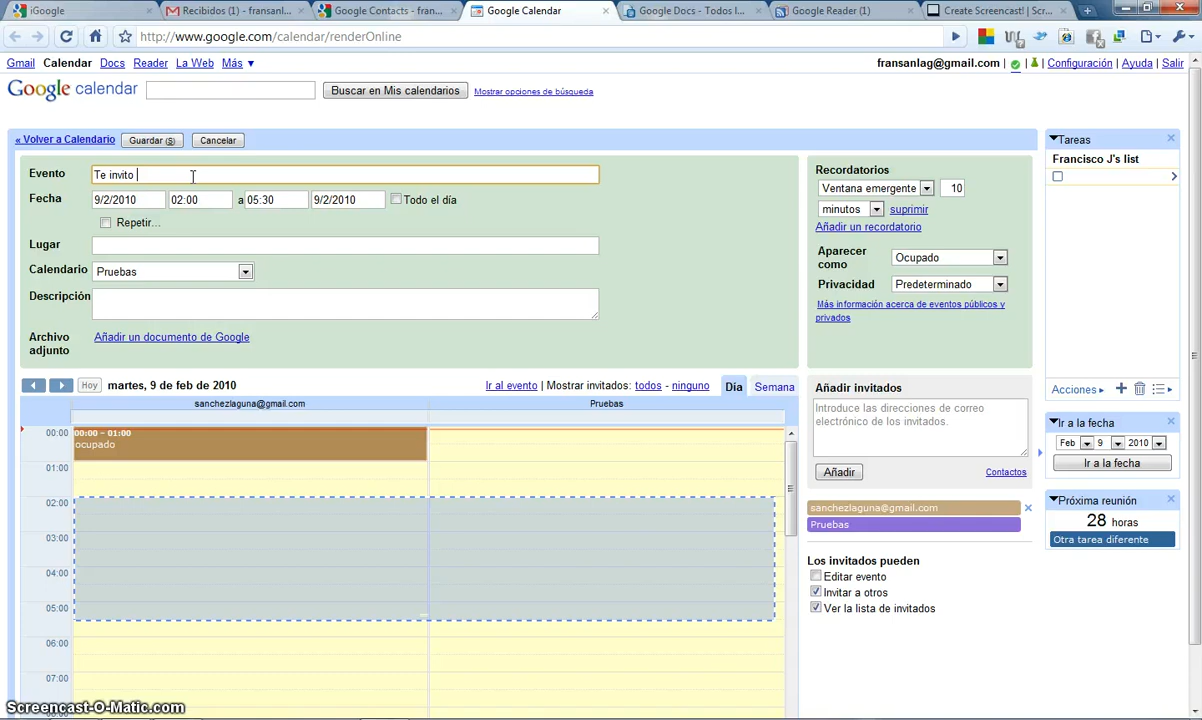 iGoogle
Recibidos (1) - fransanl...
Google Contacts - fran...
Google Calendar
Google Docs - Todos l...
Google Reader (1)
Create Screencast! | Sc...
http://www.google.com/calendar/renderOnline
Gmail Calendar Docs Reader La Web Más ▼
fransanlag@gmail.com | | Configuración | Ayuda | Salir
Google calendar
Buscar en Mis calendarios
Mostrar opciones de búsqueda
« Volver a Calendario
Guardar (S)
Cancelar
Evento Te invito
Fecha 9/2/2010 02:00 a 05:30 9/2/2010 Todo el día
Repetir...
Lugar
Calendario Pruebas
Descripción
Archivo adjunto Añadir un documento de Google
Recordatorios
Ventana emergente 10
minutos suprimir
Añadir un recordatorio
Aparecer como Ocupado
Privacidad Predeterminado
Más información acerca de eventos públicos y
privados
Tareas
Francisco J's list
Acciones
Ir a la fecha
Feb 9 2010
Ir a la fecha
Próxima reunión
28 horas
Otra tarea diferente
Hoy martes, 9 de feb de 2010
Ir al evento | Mostrar invitados: todos - ninguno
Día
Semana
sanchezlaguna@gmail.com Pruebas
00:00
00:00 – 01:00
ocupado
01:00
02:00
03:00
04:00
05:00
06:00
07:00
Añadir invitados
Introduce las direcciones de correo
electrónico de los invitados.
Añadir
Contactos
sanchezlaguna@gmail.com
Pruebas
Los invitados pueden
Editar evento
Invitar a otros
Ver la lista de invitados
Screencast-O-Matic.com